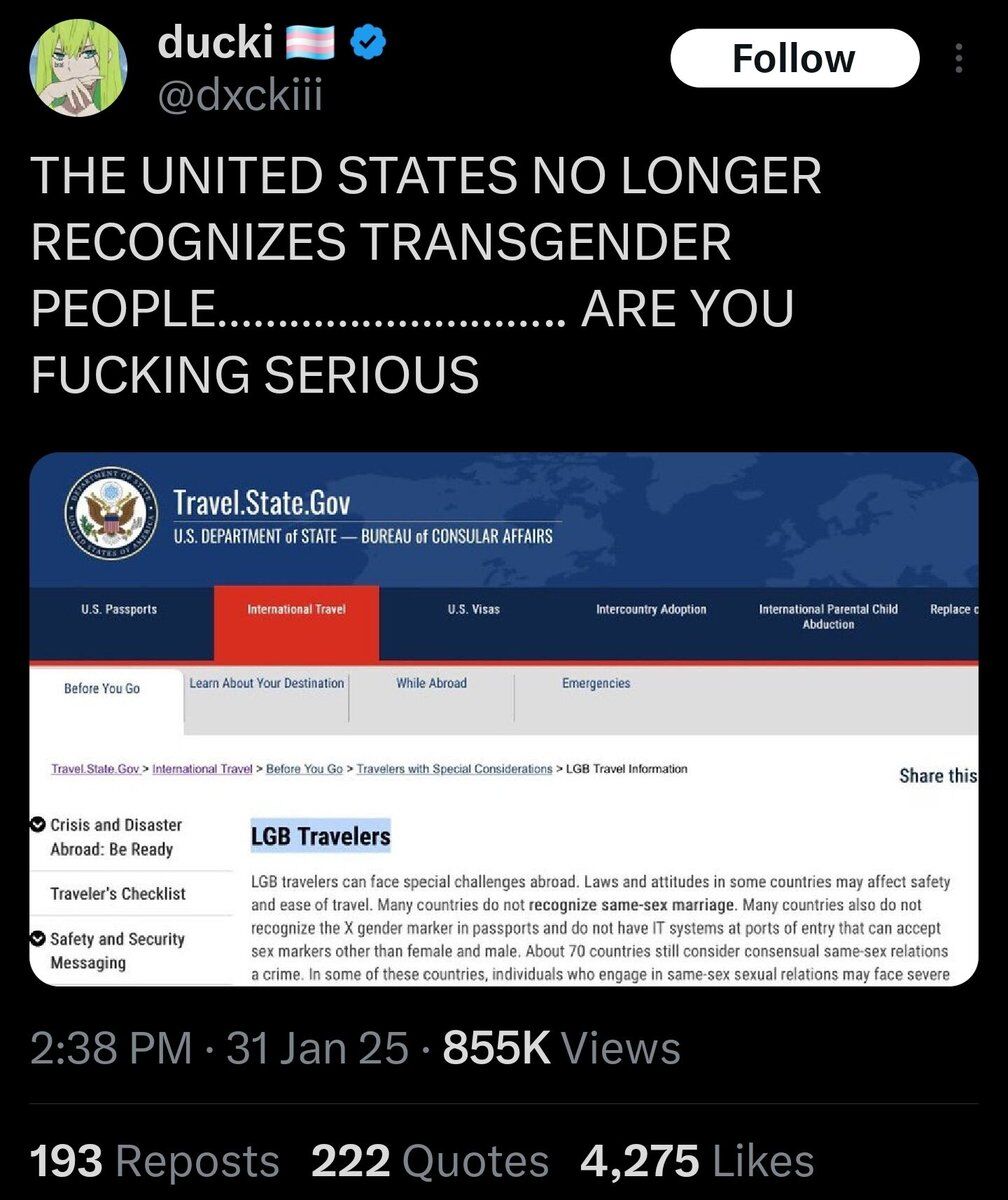 ducki
Follow
@dxckiii
THE UNITED STATES NO LONGER
RECOGNIZES TRANSGENDER
PEOPLE............................. ARE YOU
FUCKING SERIOUS
Travel.State.Gov
U.S. DEPARTMENT of STATE — BUREAU of CONSULAR AFFAIRS
U.S. Passports
International Travel
U.S. Visas
Intercountry Adoption
International Parental Child
Abduction
Replace
Before You Go
Learn About Your Destination
While Abroad
Emergencies
Travel.State.Gov > International Travel > Before You Go > Travelers with Special Considerations > LGB Travel Information
Share this
Crisis and Disaster
Abroad: Be Ready
Traveler's Checklist
Safety and Security
Messaging
LGB Travelers
LGB travelers can face special challenges abroad. Laws and attitudes in some countries may affect safety
and ease of travel. Many countries do not recognize same-sex marriage. Many countries also do not
recognize the X gender marker in passports and do not have IT systems at ports of entry that can accept
sex markers other than female and male. About 70 countries still consider consensual same-sex relations
a crime. In some of these countries, individuals who engage in same-sex sexual relations may face severe
2:38 PM · 31 Jan 25 · 855K Views
193 Reposts 222 Quotes 4,275 Likes